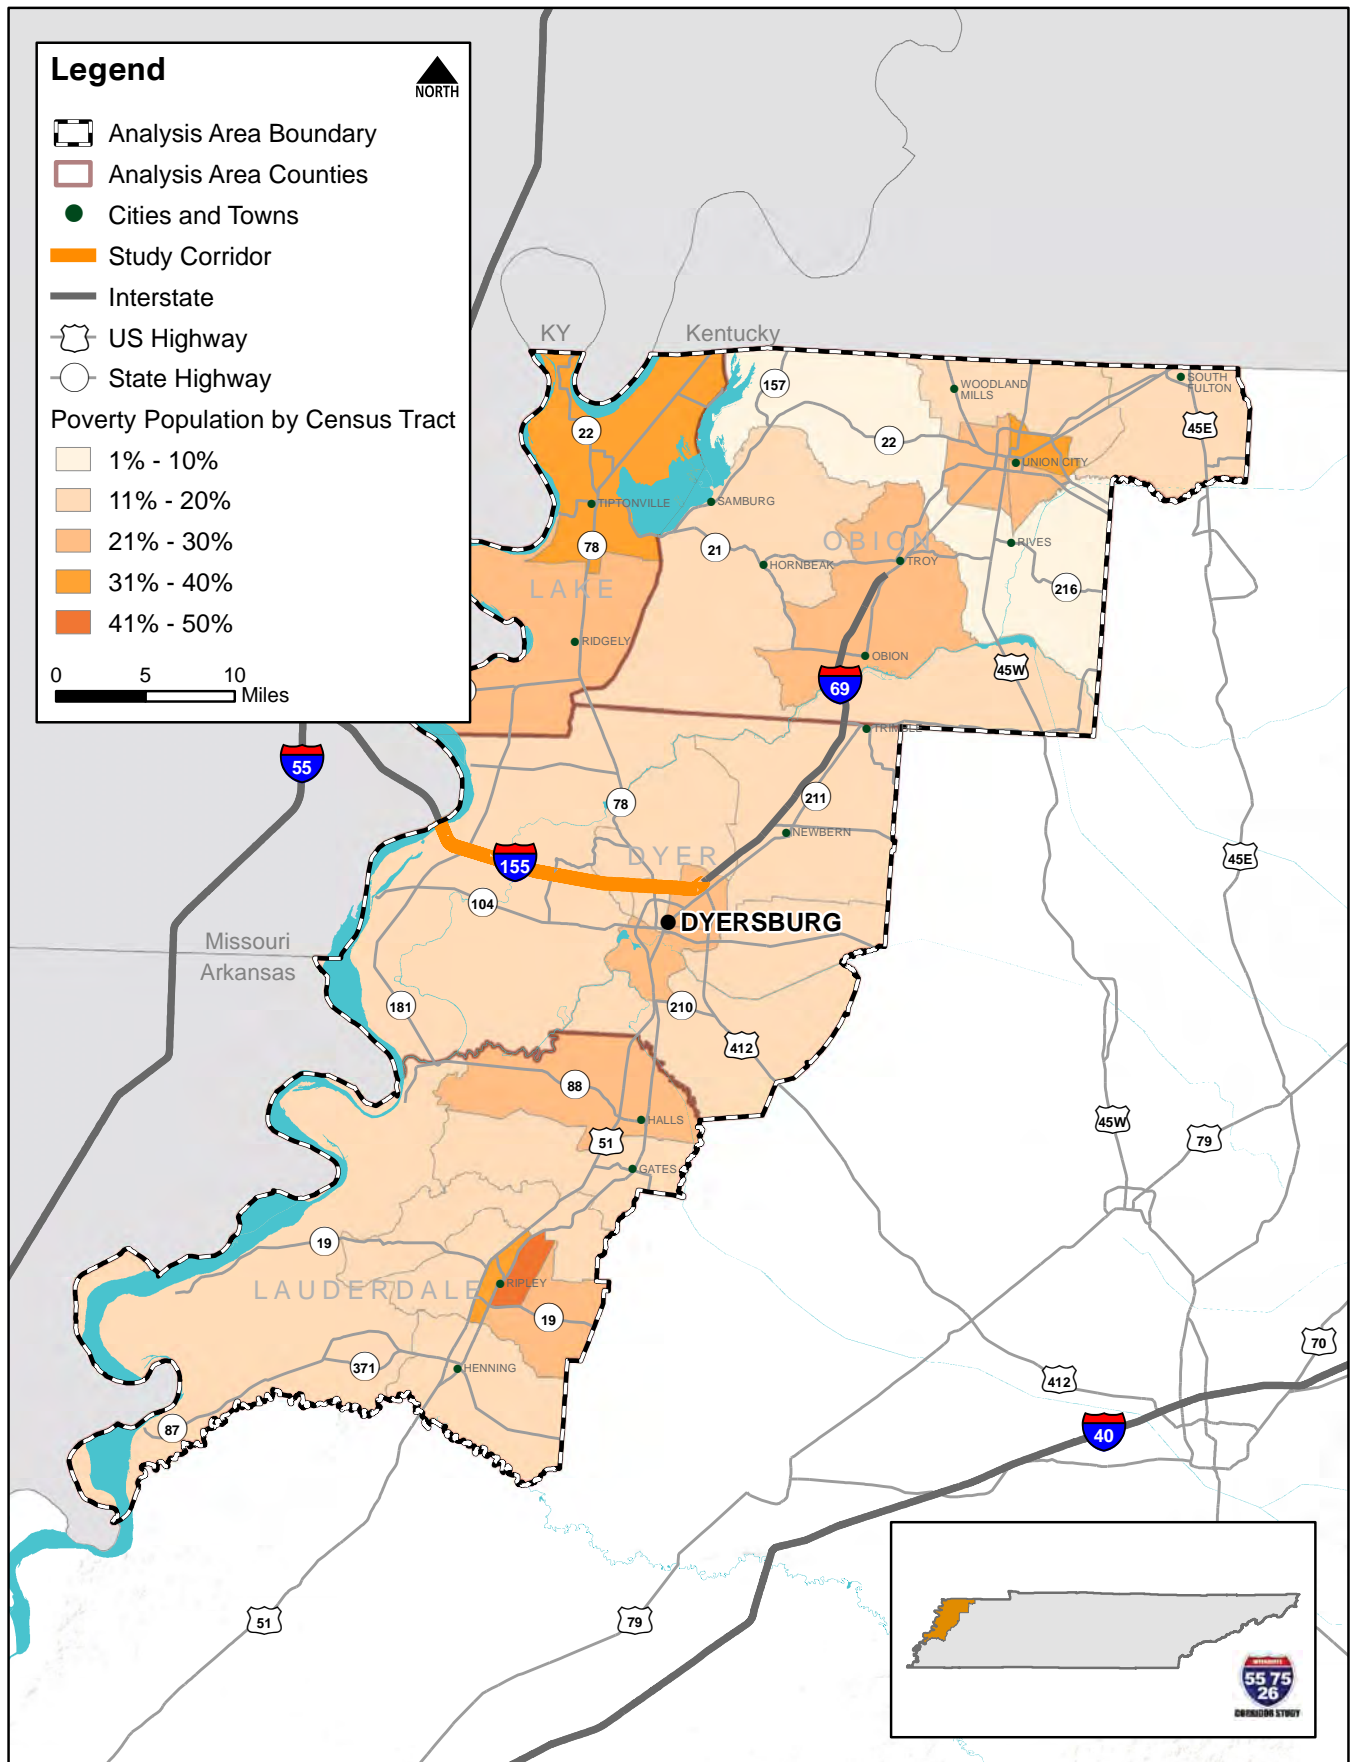 Legend
NORTH
Analysis Area Boundary
Analysis Area Counties
Cities and Towns
Study Corridor
Interstate
US Highway
State Highway
Poverty Population by Census Tract
1% - 10%
11% - 20%
21% - 30%
31% - 40%
41% - 50%
0 5 10
Miles
KY
Kentucky
157
WOODLAND
MILLS
SOUTH
FULTON
22
22
45E
UNION CITY
TIPTONVILLE
SAMBURG
78
21
OBION
RIVES
HORNBEAK
TROY
LAKE
216
RIDGELY
OBION
45W
69
TRIMBLE
55
78
211
NEWBERN
DYER
155
45E
104
DYERSBURG
Missouri
Arkansas
181
210
412
88
HALLS
45W
51
79
GATES
19
LAUDERDALE
RIPLEY
19
70
371
HENNING
412
87
40
51
79
INTERSTATE
55 75
26
CORRIDOR STUDY